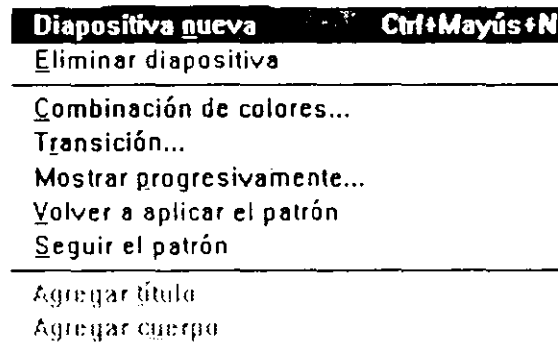 Diapositiva nueva Ctrl+Mayús+N
Eliminar diapositiva
Combinación de colores...
Transición...
Mostrar progresivamente...
Volver a aplicar el patrón
Seguir el patrón
Agregar título
Agregar cuerpo